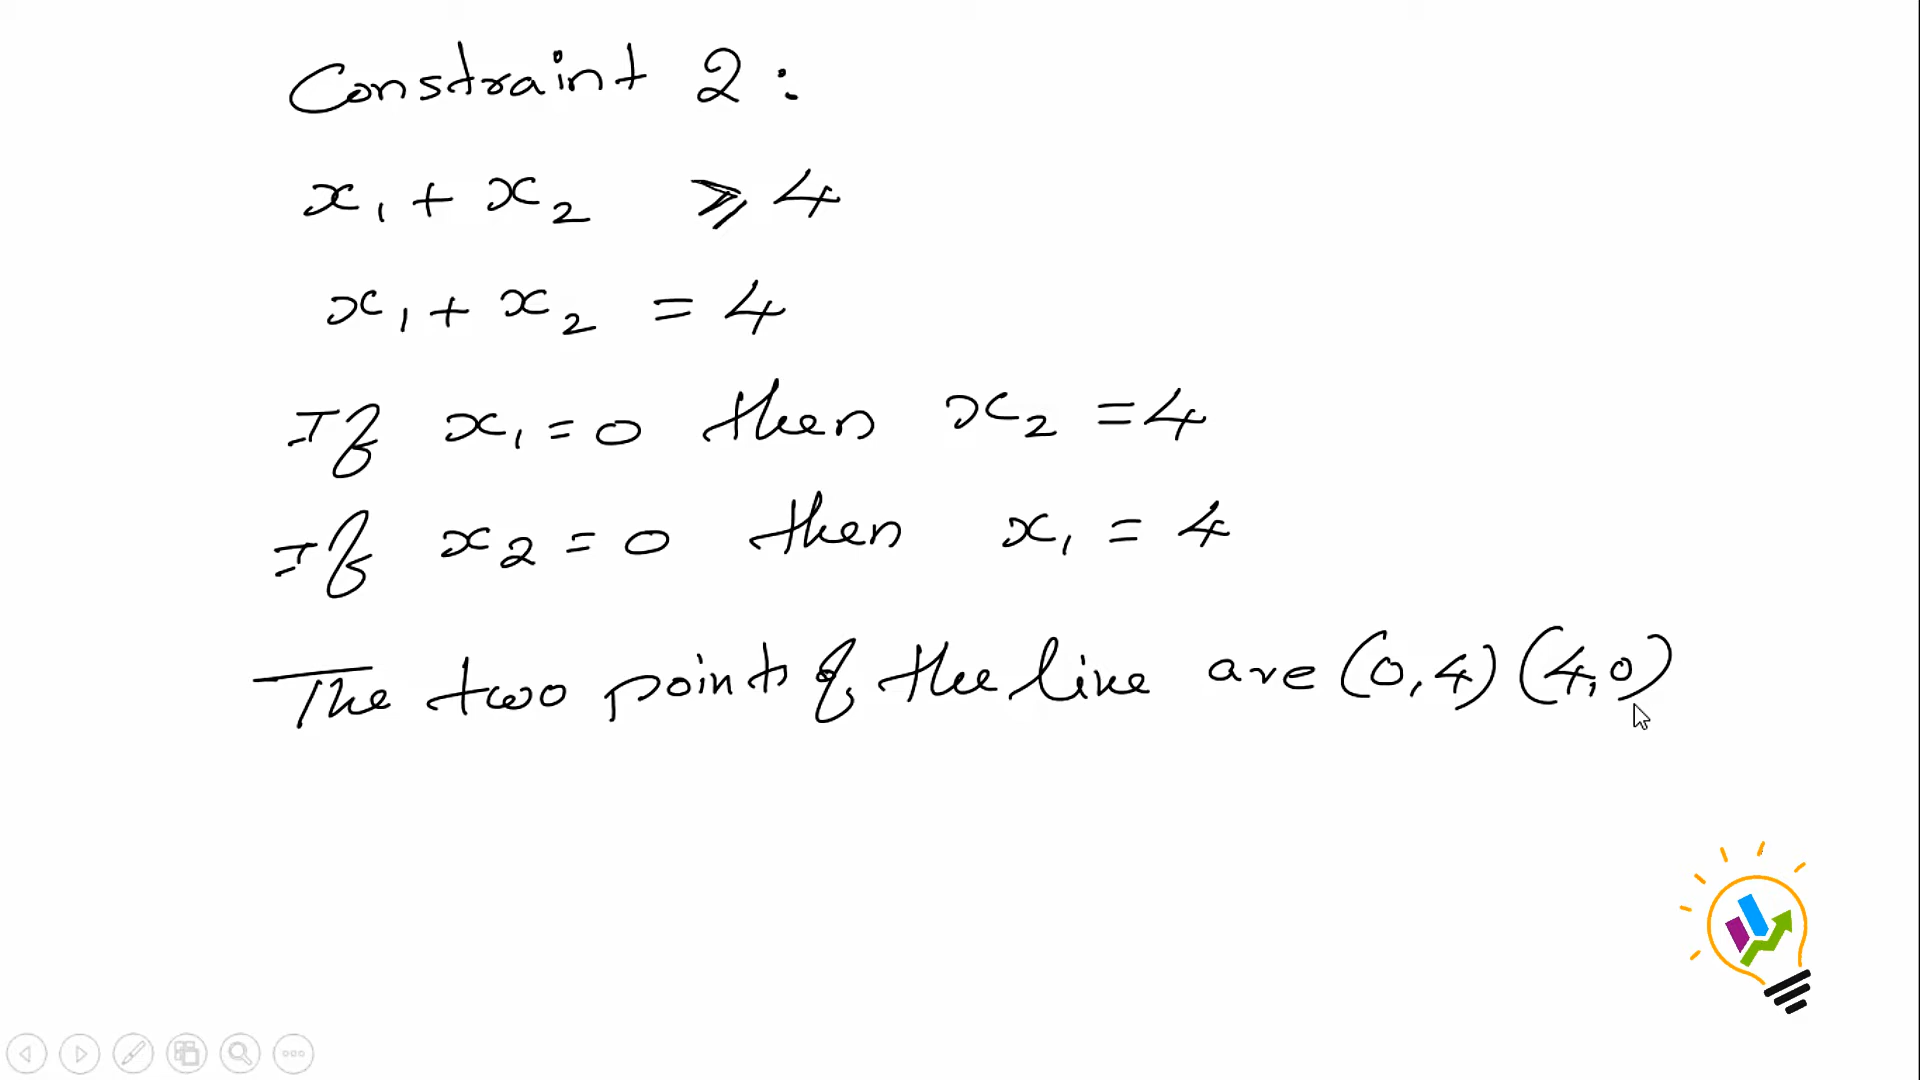 Constraint 2:
x₁ + x₂ ⩾ 4
x₁ + x₂ = 4
If x₁ = 0 then x₂ = 4
If x₂ = 0 then x₁ = 4
The two points of the line are (0,4) (4,0)